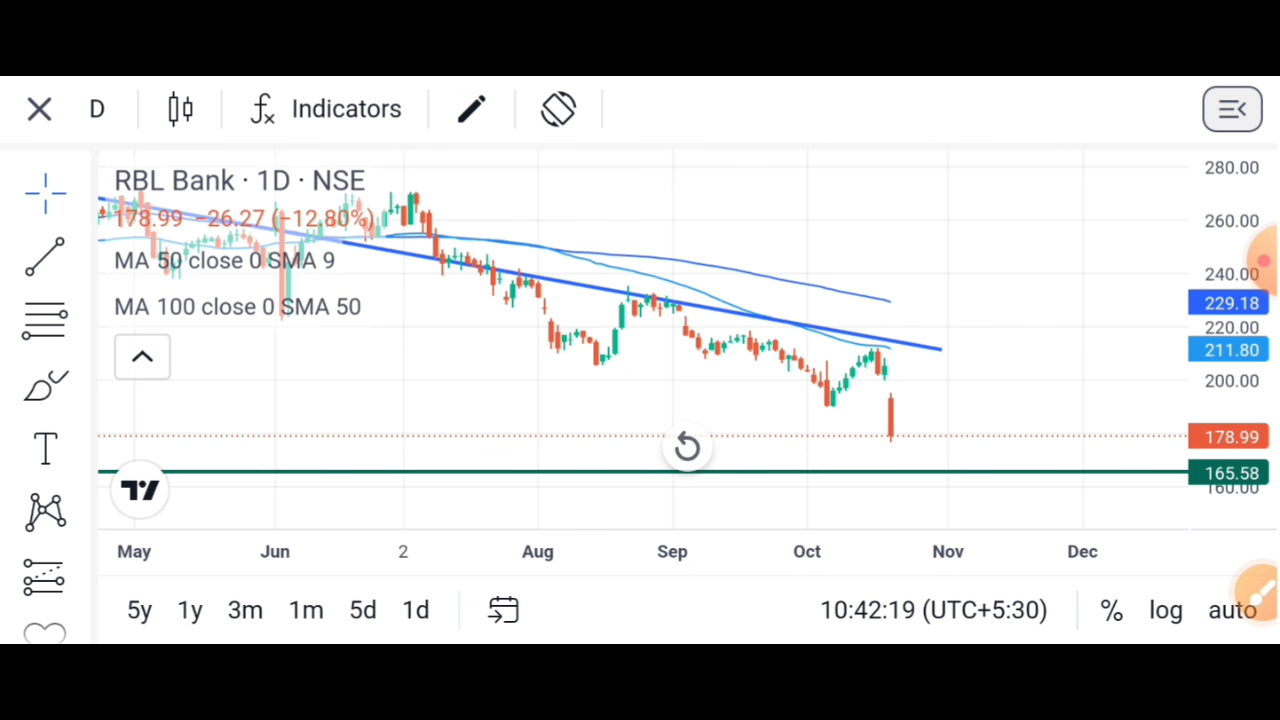 D Indicators
RBL Bank · 1D · NSE
178.99 −26.27 (−12.80%)
MA 50 close 0 SMA 9
MA 100 close 0 SMA 50
280.00
260.00
240.00
229.18
220.00
211.80
200.00
178.99
165.58
160.00
T
May Jun 2 Aug Sep Oct Nov Dec
5y 1y 3m 1m 5d 1d 10:42:19 (UTC+5:30) % log auto